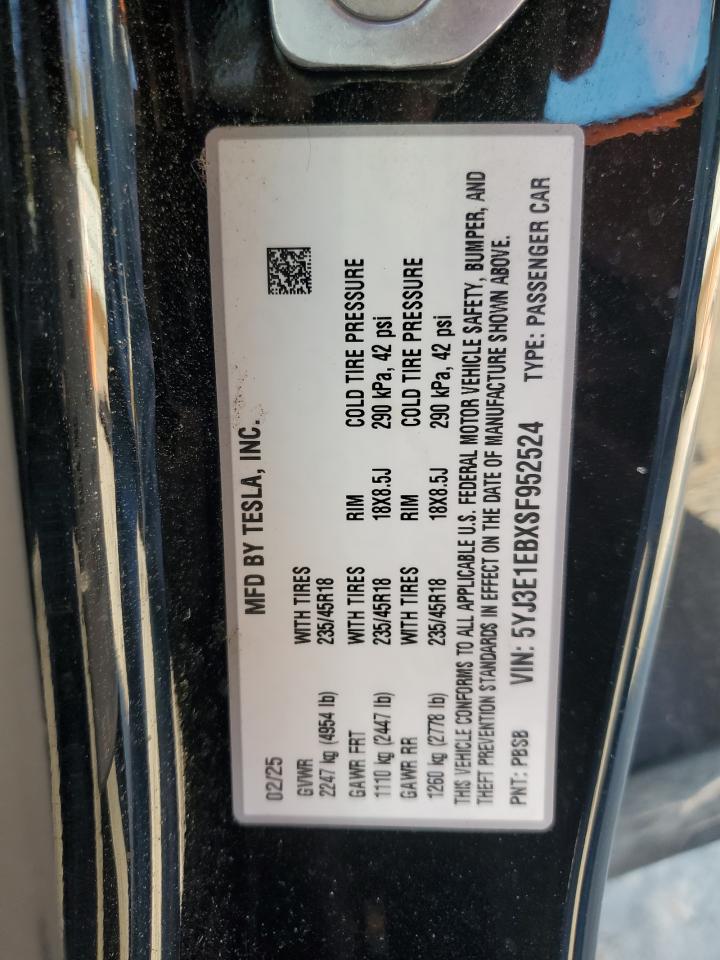 MFD BY TESLA, INC.
02/25
GVWR WITH TIRES
2247 kg (4954 lb) 235/45R18
GAWR FRT WITH TIRES RIM COLD TIRE PRESSURE
1110 kg (2447 lb) 235/45R18 18X8.5J 290 kPa, 42 psi
GAWR RR WITH TIRES RIM COLD TIRE PRESSURE
1260 kg (2778 lb) 235/45R18 18X8.5J 290 kPa, 42 psi
THIS VEHICLE CONFORMS TO ALL APPLICABLE U.S. FEDERAL MOTOR VEHICLE SAFETY, BUMPER, AND
THEFT PREVENTION STANDARDS IN EFFECT ON THE DATE OF MANUFACTURE SHOWN ABOVE.
PNT: PBSB VIN: 5YJ3E1EBXSF952524 TYPE: PASSENGER CAR